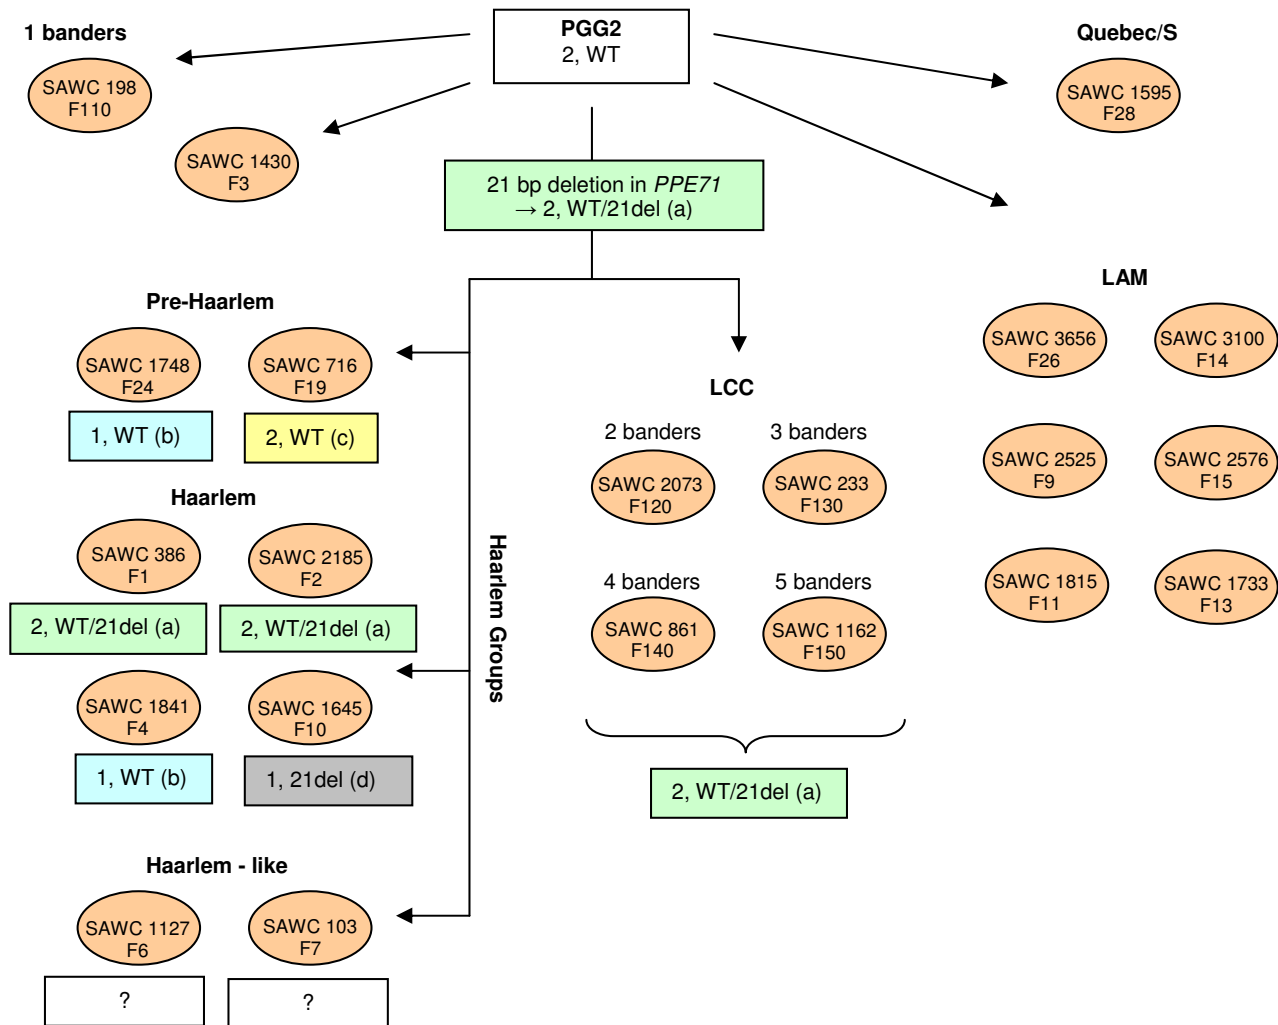 1 banders
SAWC 198
F110
SAWC 1430
F3
PGG2
2, WT
Quebec/S
SAWC 1595
F28
21 bp deletion in PPE71
→ 2, WT/21del (a)
Pre-Haarlem
SAWC 1748
F24
SAWC 716
F19
1, WT (b)
2, WT (c)
Haarlem
SAWC 386
F1
SAWC 2185
F2
2, WT/21del (a)
2, WT/21del (a)
SAWC 1841
F4
SAWC 1645
F10
1, WT (b)
1, 21del (d)
Haarlem - like
SAWC 1127
F6
SAWC 103
F7
?
?
Haarlem Groups
LCC
2 banders
3 banders
SAWC 2073
F120
SAWC 233
F130
4 banders
5 banders
SAWC 861
F140
SAWC 1162
F150
2, WT/21del (a)
LAM
SAWC 3656
F26
SAWC 3100
F14
SAWC 2525
F9
SAWC 2576
F15
SAWC 1815
F11
SAWC 1733
F13